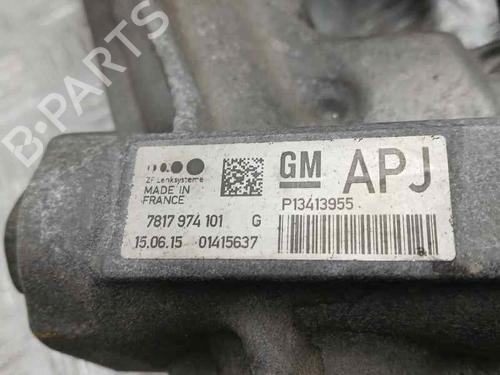 B-PARTS
ZF Lenksysteme
MADE IN
FRANCE
7817 974 101 G
15.06.15 01415637
GM APJ
P13413955